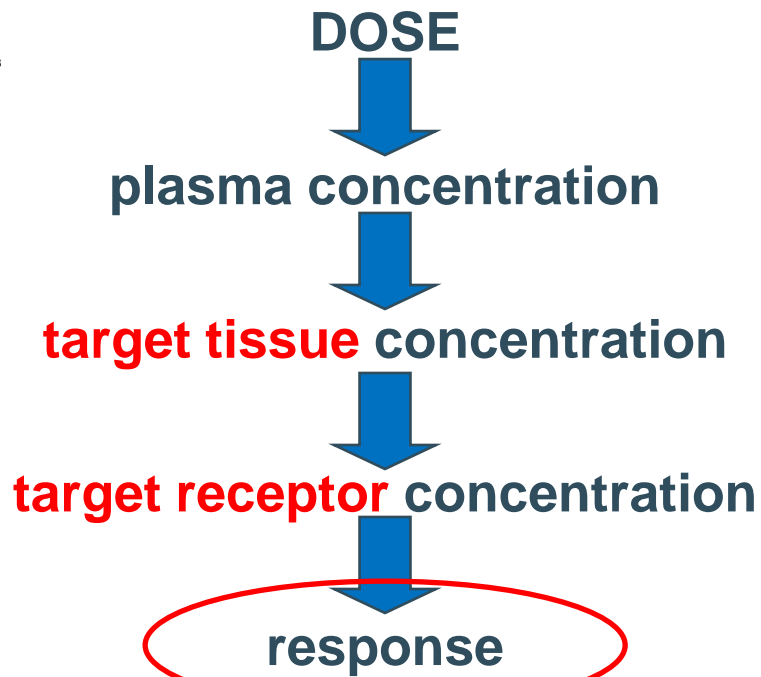 DOSE
plasma concentration
target tissue concentration
target receptor concentration
response